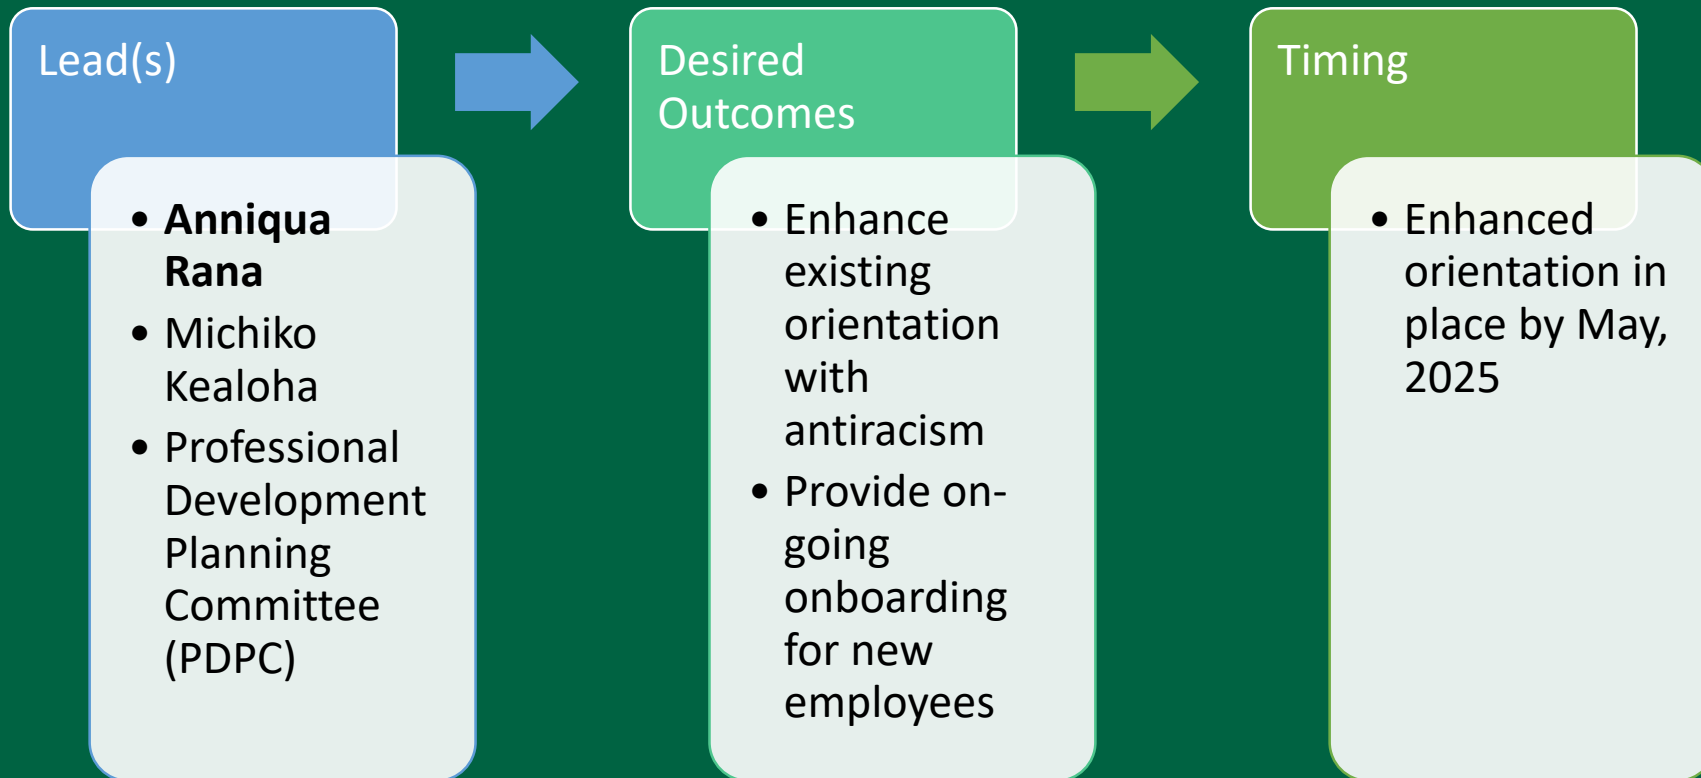 Lead(s)
• Anniqua
Rana
• Michiko
Kealoha
• Professional
Development
Planning
Committee
(PDPC)
Desired
Outcomes
• Enhance
existing
orientation
with
antiracism
• Provide on-
going
onboarding
for new
employees
Timing
• Enhanced
orientation in
place by May,
2025